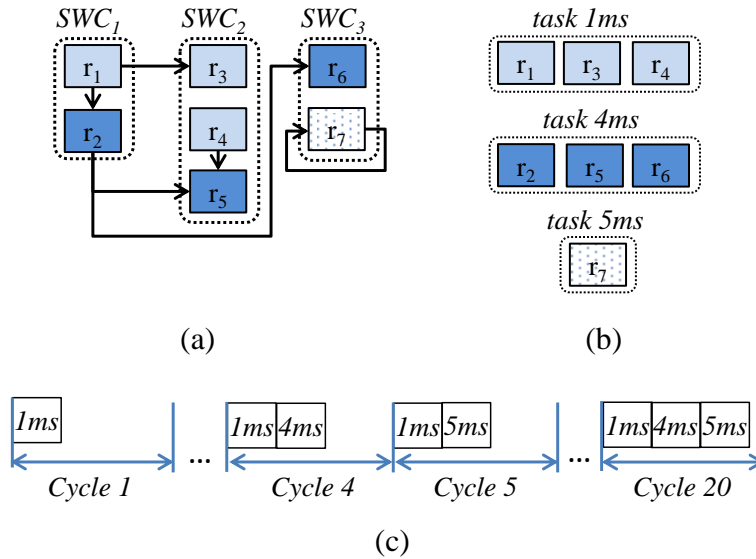 SWC1 SWC2 SWC3
r1 r3 r6
r2 r4 r7
r5
(a)
task 1ms
r1 r3 r4
task 4ms
r2 r5 r6
task 5ms
r7
(b)
1ms 1ms 4ms 1ms 5ms 1ms 4ms 5ms
... ...
Cycle 1 Cycle 4 Cycle 5 Cycle 20
(c)